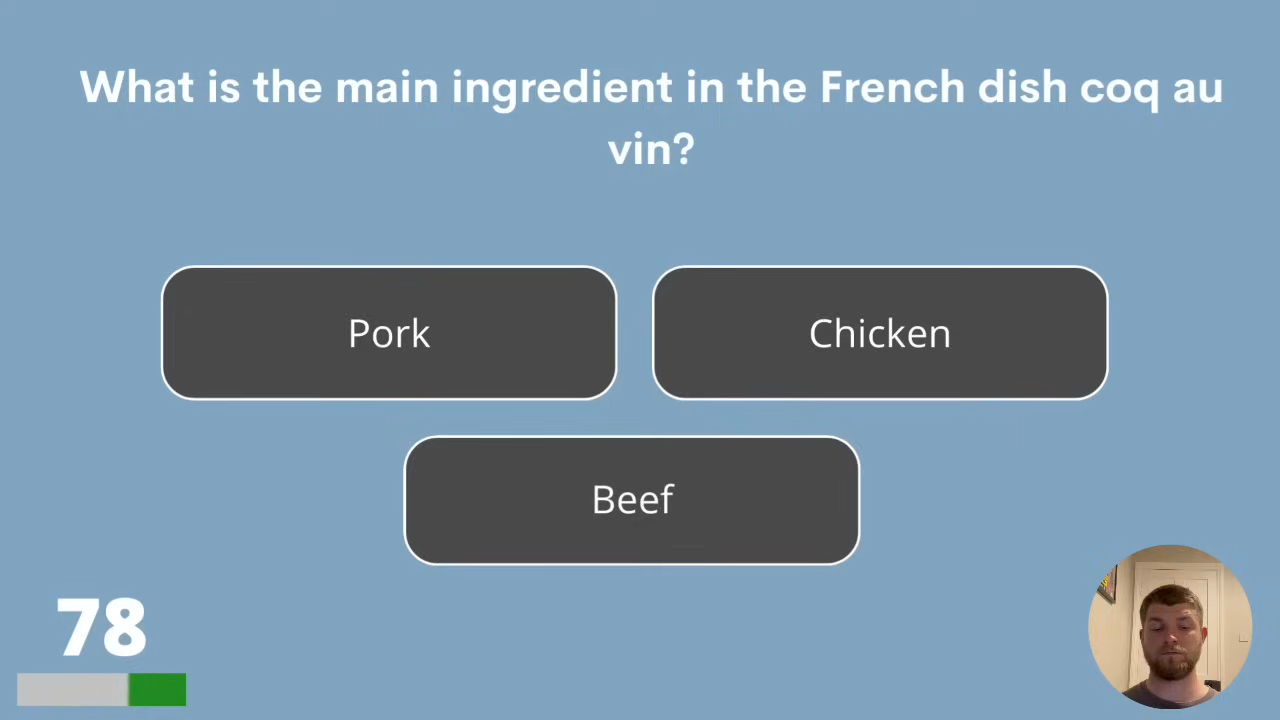 What is the main ingredient in the French dish coq au
vin?
Pork
Chicken
Beef
78